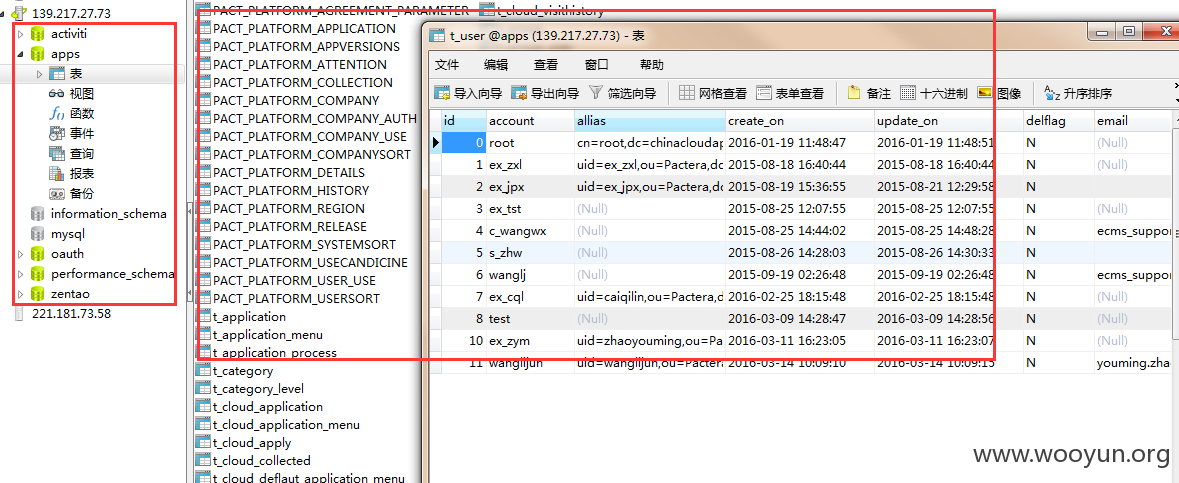 139.217.27.73
activiti
apps
表
视图
函数
事件
查询
报表
备份
information_schema
mysql
oauth
performance_schema
zentao
221.181.73.58
PACT_PLATFORM_AGREEMENT_PARAMETER
t_cloud_visithistory
PACT_PLATFORM_APPLICATION
PACT_PLATFORM_APPVERSIONS
PACT_PLATFORM_ATTENTION
PACT_PLATFORM_COLLECTION
PACT_PLATFORM_COMPANY
PACT_PLATFORM_COMPANY_AUTH
PACT_PLATFORM_COMPANY_USE
PACT_PLATFORM_COMPANYSORT
PACT_PLATFORM_DETAILS
PACT_PLATFORM_HISTORY
PACT_PLATFORM_REGION
PACT_PLATFORM_RELEASE
PACT_PLATFORM_SYSTEMSORT
PACT_PLATFORM_USECANDICINE
PACT_PLATFORM_USER_USE
PACT_PLATFORM_USERSORT
t_application
t_application_menu
t_application_process
t_category
t_category_level
t_cloud_application
t_cloud_application_menu
t_cloud_apply
t_cloud_collected
t_cloud_deflaut_application_menu
t_user @apps (139.217.27.73) - 表
文件 编辑 查看 窗口 帮助
导入向导 导出向导 筛选向导 网格查看 表单查看 备注 十六进制 图像 升序排序
id account allias create_on update_on delflag email
0 root cn=root,dc=chinacloudap 2016-01-19 11:48:47 2016-01-19 11:48:51 N (Null)
1 ex_zxl uid=ex_zxl,ou=Pactera,dc 2015-08-18 16:40:44 2015-08-18 16:40:44 N (Null)
2 ex_jpx uid=ex_jpx,ou=Pactera,dc 2015-08-19 15:36:55 2015-08-21 12:29:58 N
3 ex_tst (Null) 2015-08-25 12:07:55 2015-08-25 12:07:55 N (Null)
4 c_wangwx (Null) 2015-08-25 14:44:02 2015-08-25 14:48:28 N ecms_suppor
5 s_zhw (Null) 2015-08-26 14:28:03 2015-08-26 14:30:33 N (Null)
6 wanglj (Null) 2015-09-19 02:26:48 2015-09-19 02:26:48 N ecms_suppor
7 ex_cql uid=caiqilin,ou=Pactera,d 2016-02-25 18:15:48 2016-02-25 18:15:48 N (Null)
8 test (Null) 2016-03-09 14:28:47 2016-03-09 14:28:56 N (Null)
10 ex_zym uid=zhaoyouming,ou=Pa 2016-03-11 16:23:05 2016-03-11 16:23:07 N (Null)
11 wanglijun uid=wanglijun,ou=Pacter 2016-03-14 10:09:10 2016-03-14 10:09:15 N youming.zha
www.wooyun.org